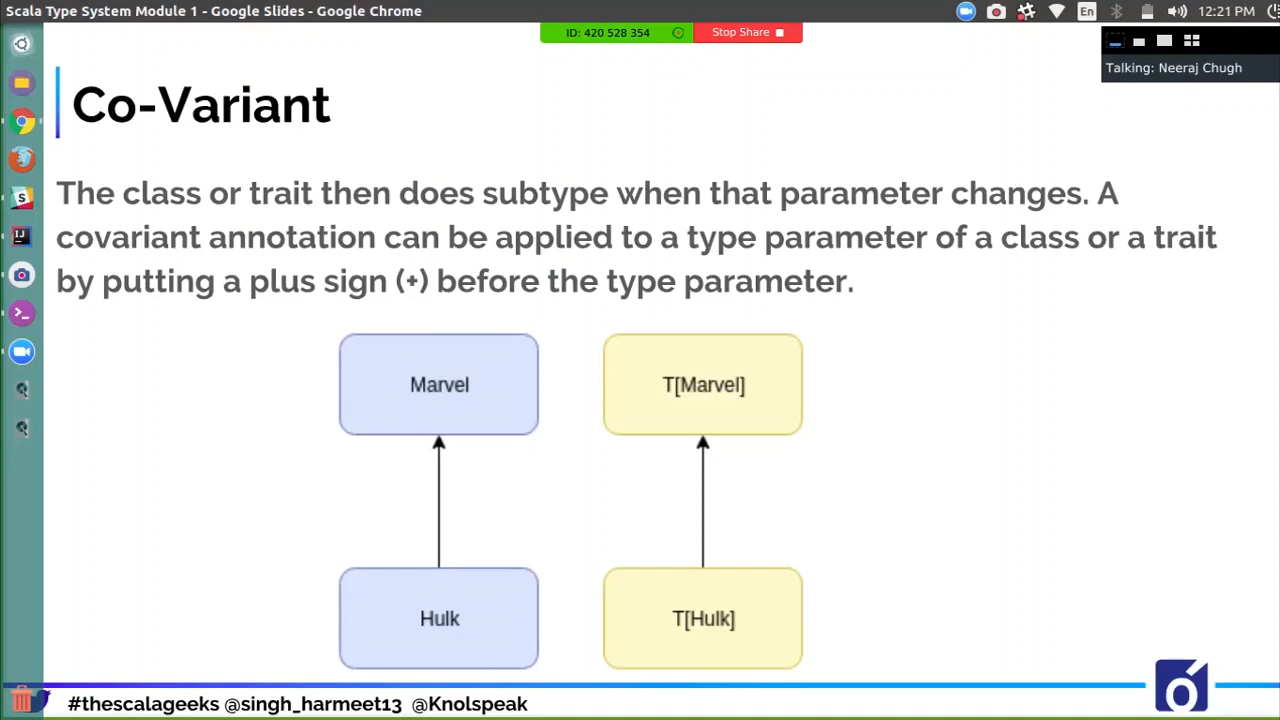 Scala Type System Module 1 - Google Slides - Google Chrome
En
12:21 PM
ID: 420 528 354
Stop Share
Talking: Neeraj Chugh
Co-Variant
The class or trait then does subtype when that parameter changes. A
covariant annotation can be applied to a type parameter of a class or a trait
by putting a plus sign (+) before the type parameter.
Marvel
T[Marvel]
Hulk
T[Hulk]
#thescalageeks @singh_harmeet13 @Knolspeak